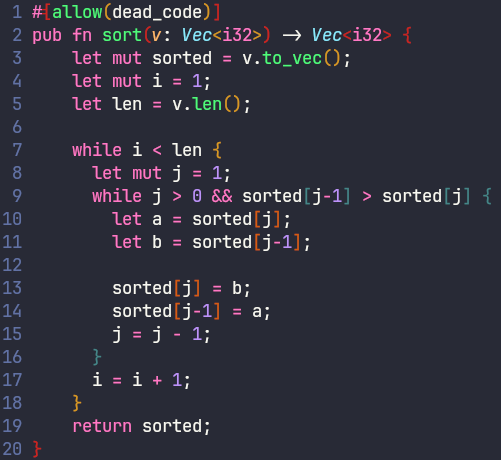 1 #[allow(dead_code)]
2 pub fn sort(v: Vec<i32>) -> Vec<i32> {
3     let mut sorted = v.to_vec();
4     let mut i = 1;
5     let len = v.len();
6
7     while i < len {
8       let mut j = 1;
9       while j > 0 && sorted[j-1] > sorted[j] {
10         let a = sorted[j];
11         let b = sorted[j-1];
12
13         sorted[j] = b;
14         sorted[j-1] = a;
15         j = j - 1;
16       }
17       i = i + 1;
18     }
19     return sorted;
20 }